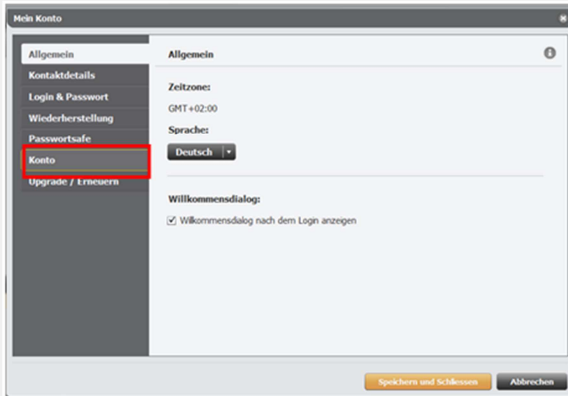 Mein Konto
Allgemein
Kontaktdetails
Login & Passwort
Wiederherstellung
Passwortsafe
Konto
Upgrade / Erneuern
Allgemein
Zeitzone:
GMT+02:00
Sprache:
Deutsch
Willkommensdialog:
Willkommensdialog nach dem Login anzeigen
Speichern und Schliessen
Abbrechen